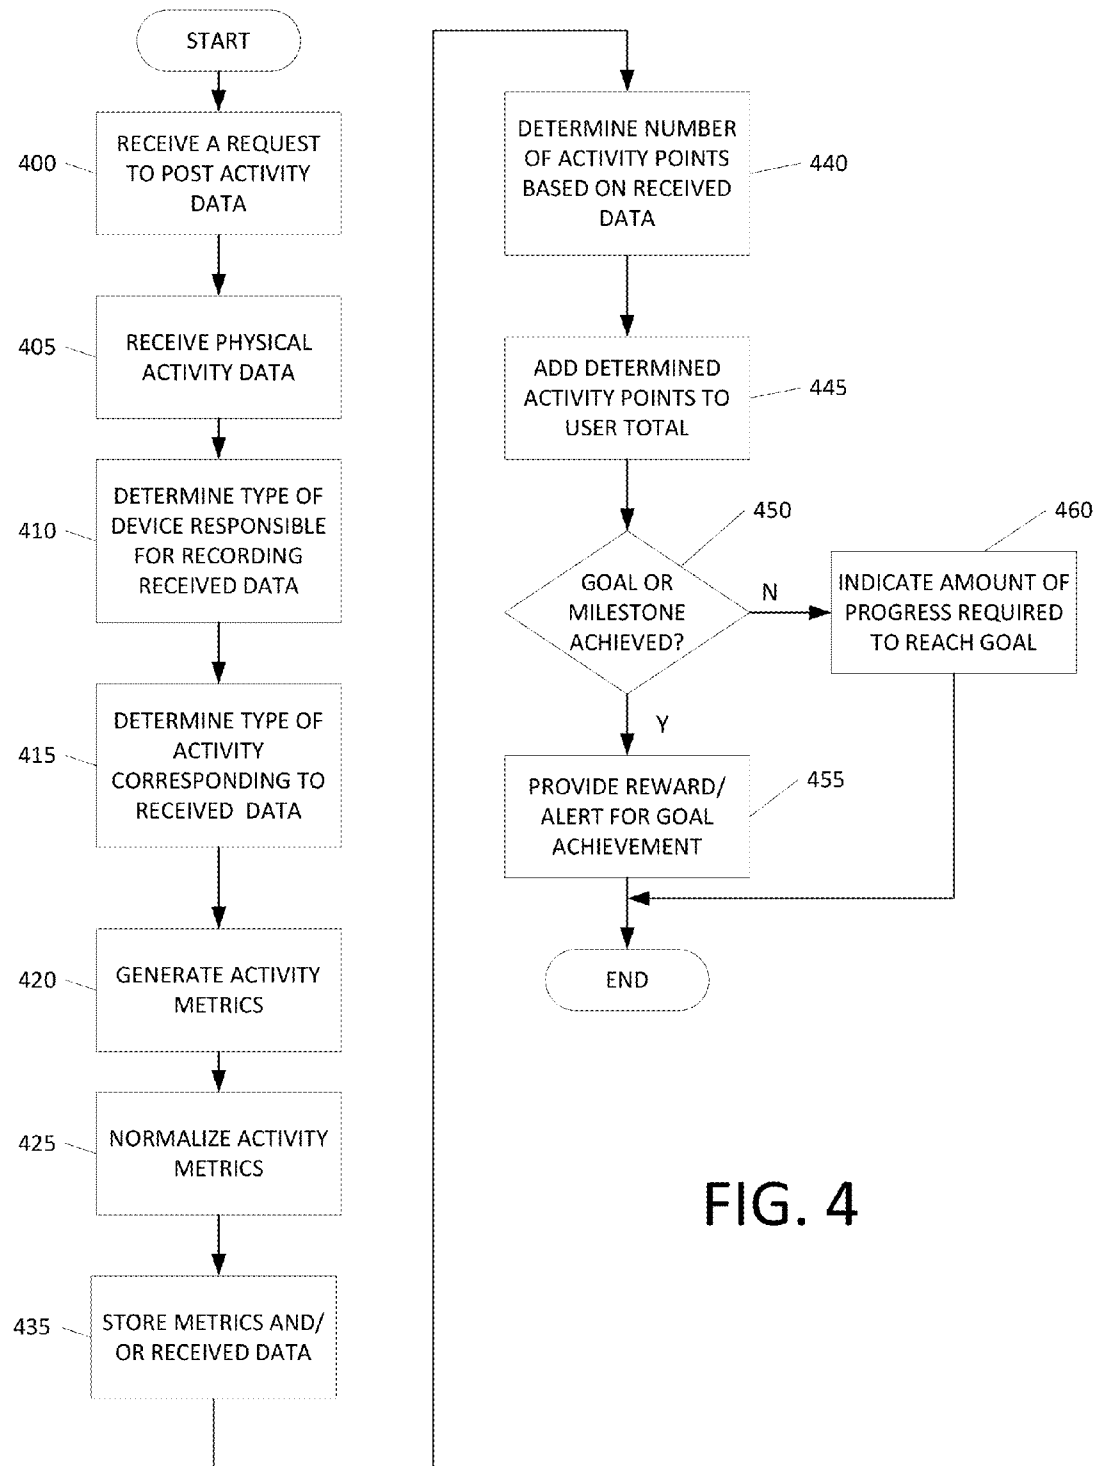 START
400
RECEIVE A REQUEST
TO POST ACTIVITY
DATA
405
RECEIVE PHYSICAL
ACTIVITY DATA
410
DETERMINE TYPE OF
DEVICE RESPONSIBLE
FOR RECORDING
RECEIVED DATA
415
DETERMINE TYPE OF
ACTIVITY
CORRESPONDING TO
RECEIVED DATA
420
GENERATE ACTIVITY
METRICS
425
NORMALIZE ACTIVITY
METRICS
435
STORE METRICS AND/
OR RECEIVED DATA
DETERMINE NUMBER
OF ACTIVITY POINTS
BASED ON RECEIVED
DATA
440
ADD DETERMINED
ACTIVITY POINTS TO
USER TOTAL
445
450
GOAL OR
MILESTONE
ACHIEVED?
N
460
INDICATE AMOUNT OF
PROGRESS REQUIRED
TO REACH GOAL
Y
PROVIDE REWARD/
ALERT FOR GOAL
ACHIEVEMENT
455
END
FIG. 4